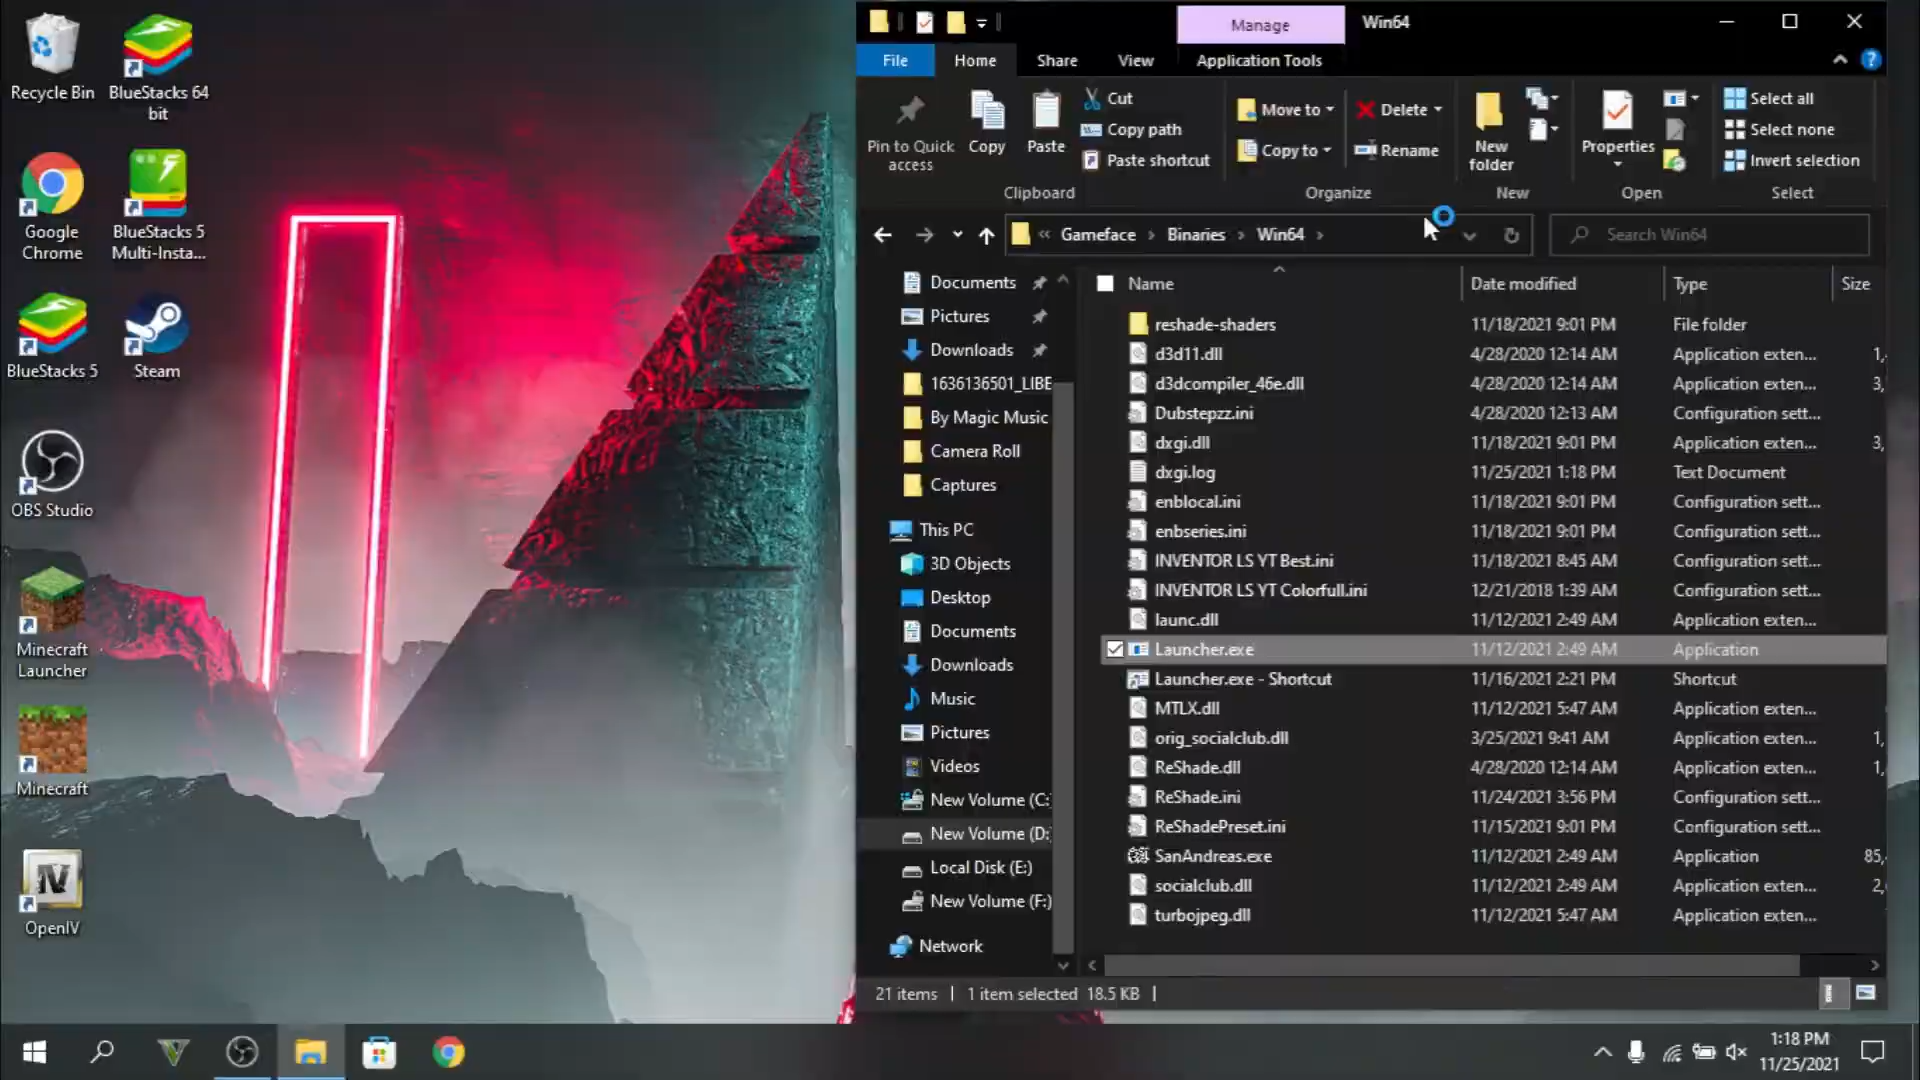 Recycle Bin
BlueStacks 64
bit
Google
Chrome
BlueStacks 5
Multi-Insta...
BlueStacks 5
Steam
OBS Studio
Minecraft
Launcher
Minecraft
IV
OpenIV
Manage
Win64
File
Home
Share
View
Application Tools
Pin to Quick
access
Copy
Paste
Cut
Copy path
Paste shortcut
Clipboard
Move to
Copy to
Delete
Rename
Organize
New
folder
New
Properties
Open
Select all
Select none
Invert selection
Select
« Gameface › Binaries › Win64 ›
Search Win64
Documents
Pictures
Downloads
1636136501_LIBE
By Magic Music
Camera Roll
Captures
This PC
3D Objects
Desktop
Documents
Downloads
Music
Pictures
Videos
New Volume (C:
New Volume (D:
Local Disk (E:)
New Volume (F:)
Network
Name Date modified Type Size
reshade-shaders 11/18/2021 9:01 PM File folder
d3d11.dll 4/28/2020 12:14 AM Application exten... 1,
d3dcompiler_46e.dll 4/28/2020 12:14 AM Application exten... 3,
Dubstepzz.ini 4/28/2020 12:13 AM Configuration sett...
dxgi.dll 11/18/2021 9:01 PM Application exten... 3,
dxgi.log 11/25/2021 1:18 PM Text Document
enblocal.ini 11/18/2021 9:01 PM Configuration sett...
enbseries.ini 11/18/2021 9:01 PM Configuration sett...
INVENTOR LS YT Best.ini 11/18/2021 8:45 AM Configuration sett...
INVENTOR LS YT Colorfull.ini 12/21/2018 1:39 AM Configuration sett...
launc.dll 11/12/2021 2:49 AM Application exten...
Launcher.exe 11/12/2021 2:49 AM Application
Launcher.exe - Shortcut 11/16/2021 2:21 PM Shortcut
MTLX.dll 11/12/2021 5:47 AM Application exten...
orig_socialclub.dll 3/25/2021 9:41 AM Application exten... 1,
ReShade.dll 4/28/2020 12:14 AM Application exten... 1,
ReShade.ini 11/24/2021 3:56 PM Configuration sett...
ReShadePreset.ini 11/15/2021 9:01 PM Configuration sett...
SanAndreas.exe 11/12/2021 2:49 AM Application 85,
socialclub.dll 11/12/2021 2:49 AM Application exten... 2,
turbojpeg.dll 11/12/2021 5:47 AM Application exten...
21 items | 1 item selected 18.5 KB |
1:18 PM
11/25/2021